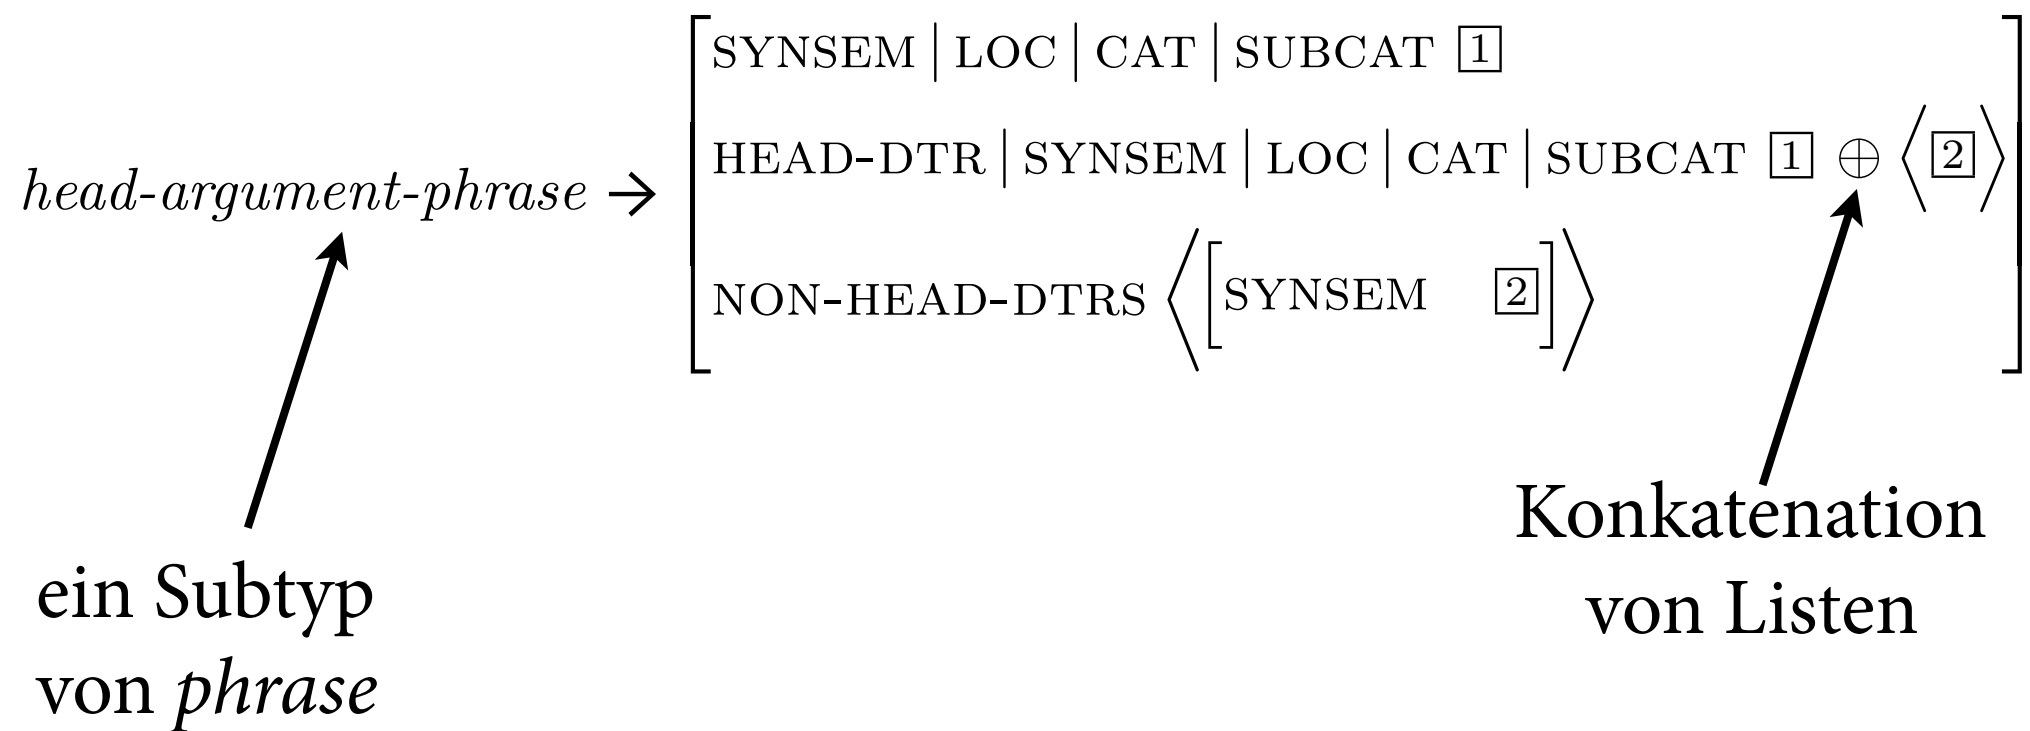 SYNSEM | LOC | CAT | SUBCAT 1
HEAD-DTR | SYNSEM | LOC | CAT | SUBCAT 1 ⊕ ⟨2⟩
head-argument-phrase →
NON-HEAD-DTRS ⟨[SYNSEM 2]⟩
ein Subtyp
von phrase
Konkatenation
von Listen